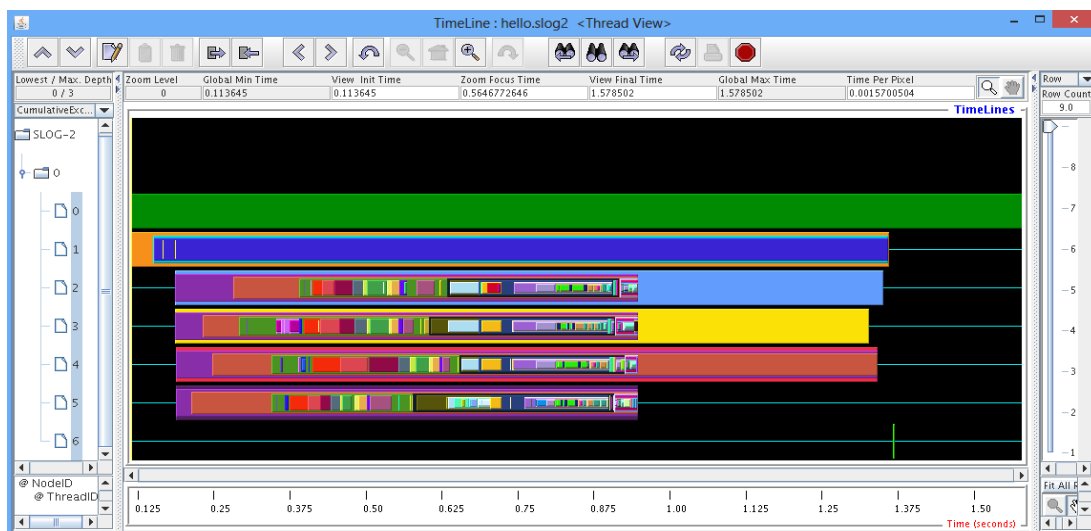 TimeLine : hello.slog2 <Thread View>
Lowest / Max. Depth
0 / 3
Zoom Level
Global Min Time
View Init Time
Zoom Focus Time
View Final Time
Global Max Time
Time Per Pixel
0
0.113645
0.113645
0.5646772646
1.578502
1.578502
0.0015700504
Row
Row Count
9.0
CumulativeExc...
TimeLines
SLOG-2
0
0
1
2
3
4
5
6
8
7
6
5
4
3
2
1
@ NodeID
@ ThreadID
Fit All R
0.125
0.25
0.375
0.50
0.625
0.75
0.875
1.00
1.125
1.25
1.375
1.50
Time (seconds)